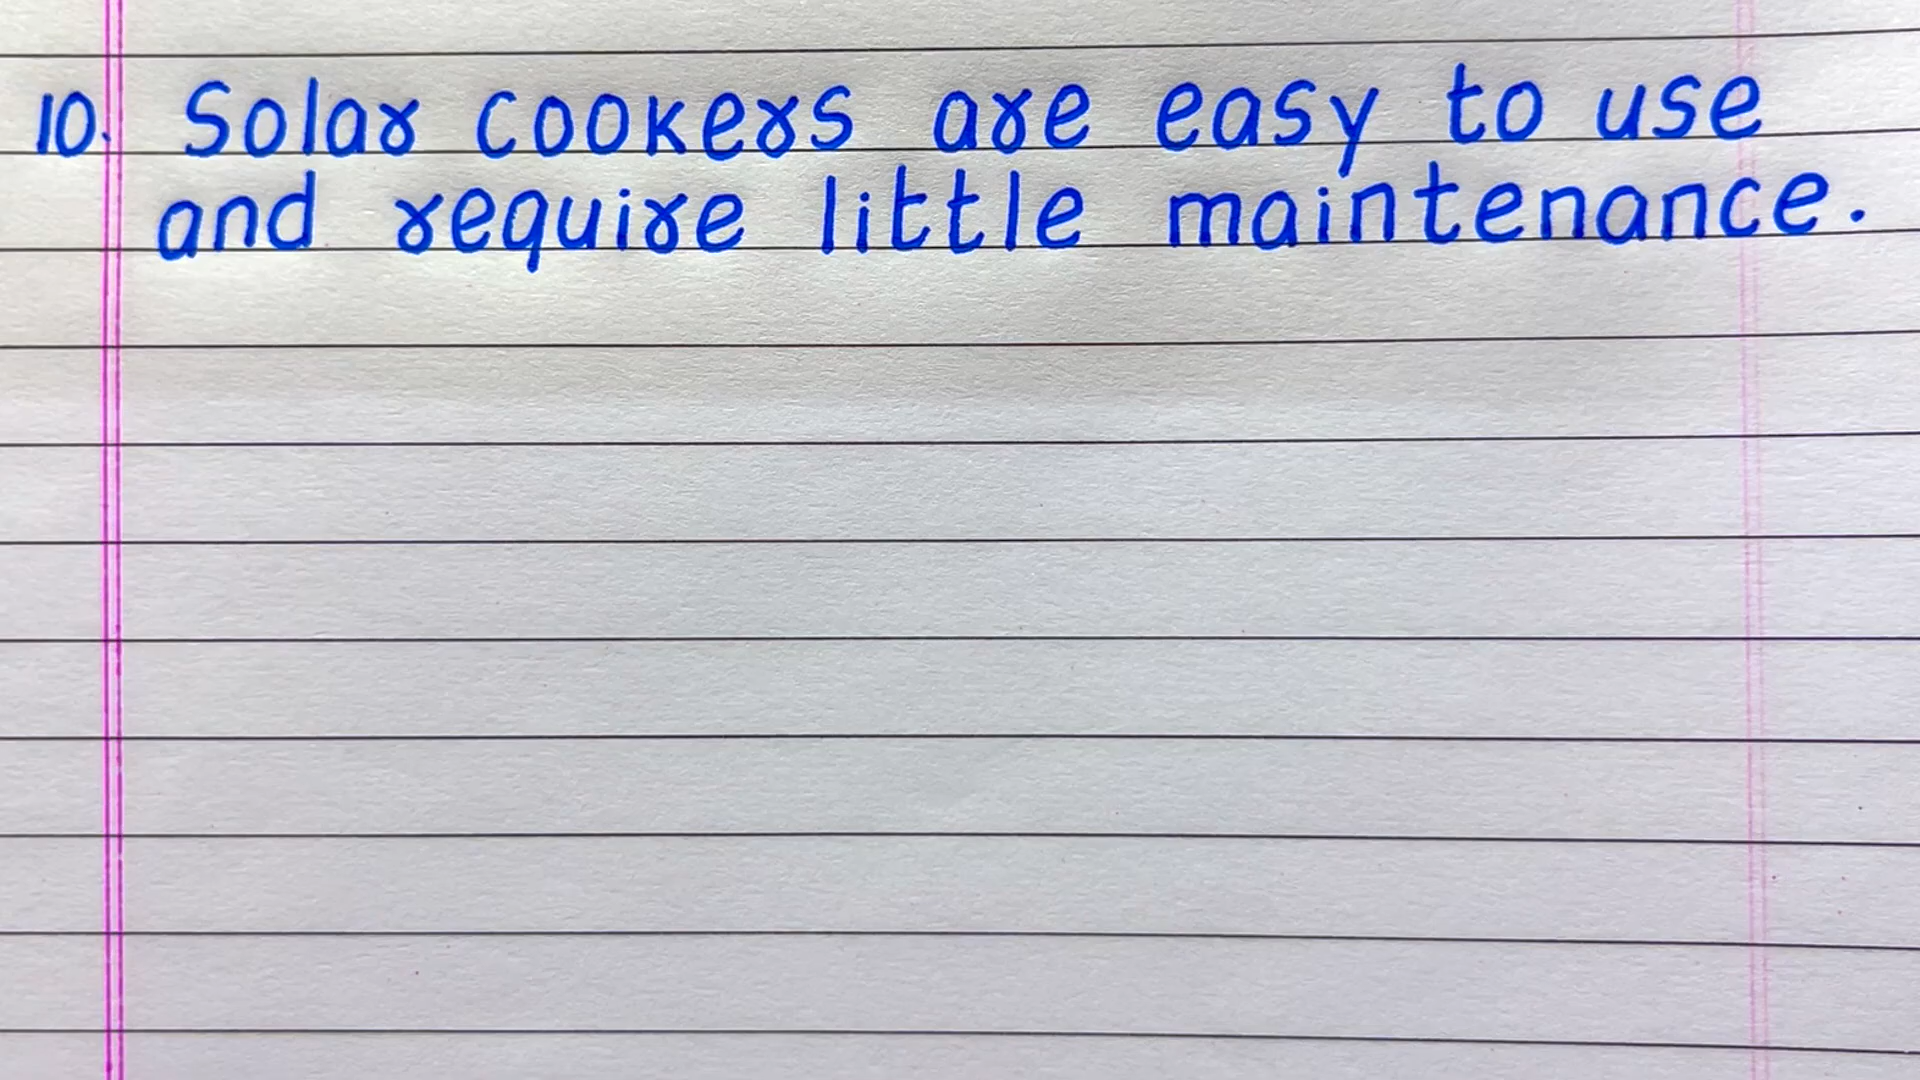 10. Solar cookers are easy to use
and require little maintenance.